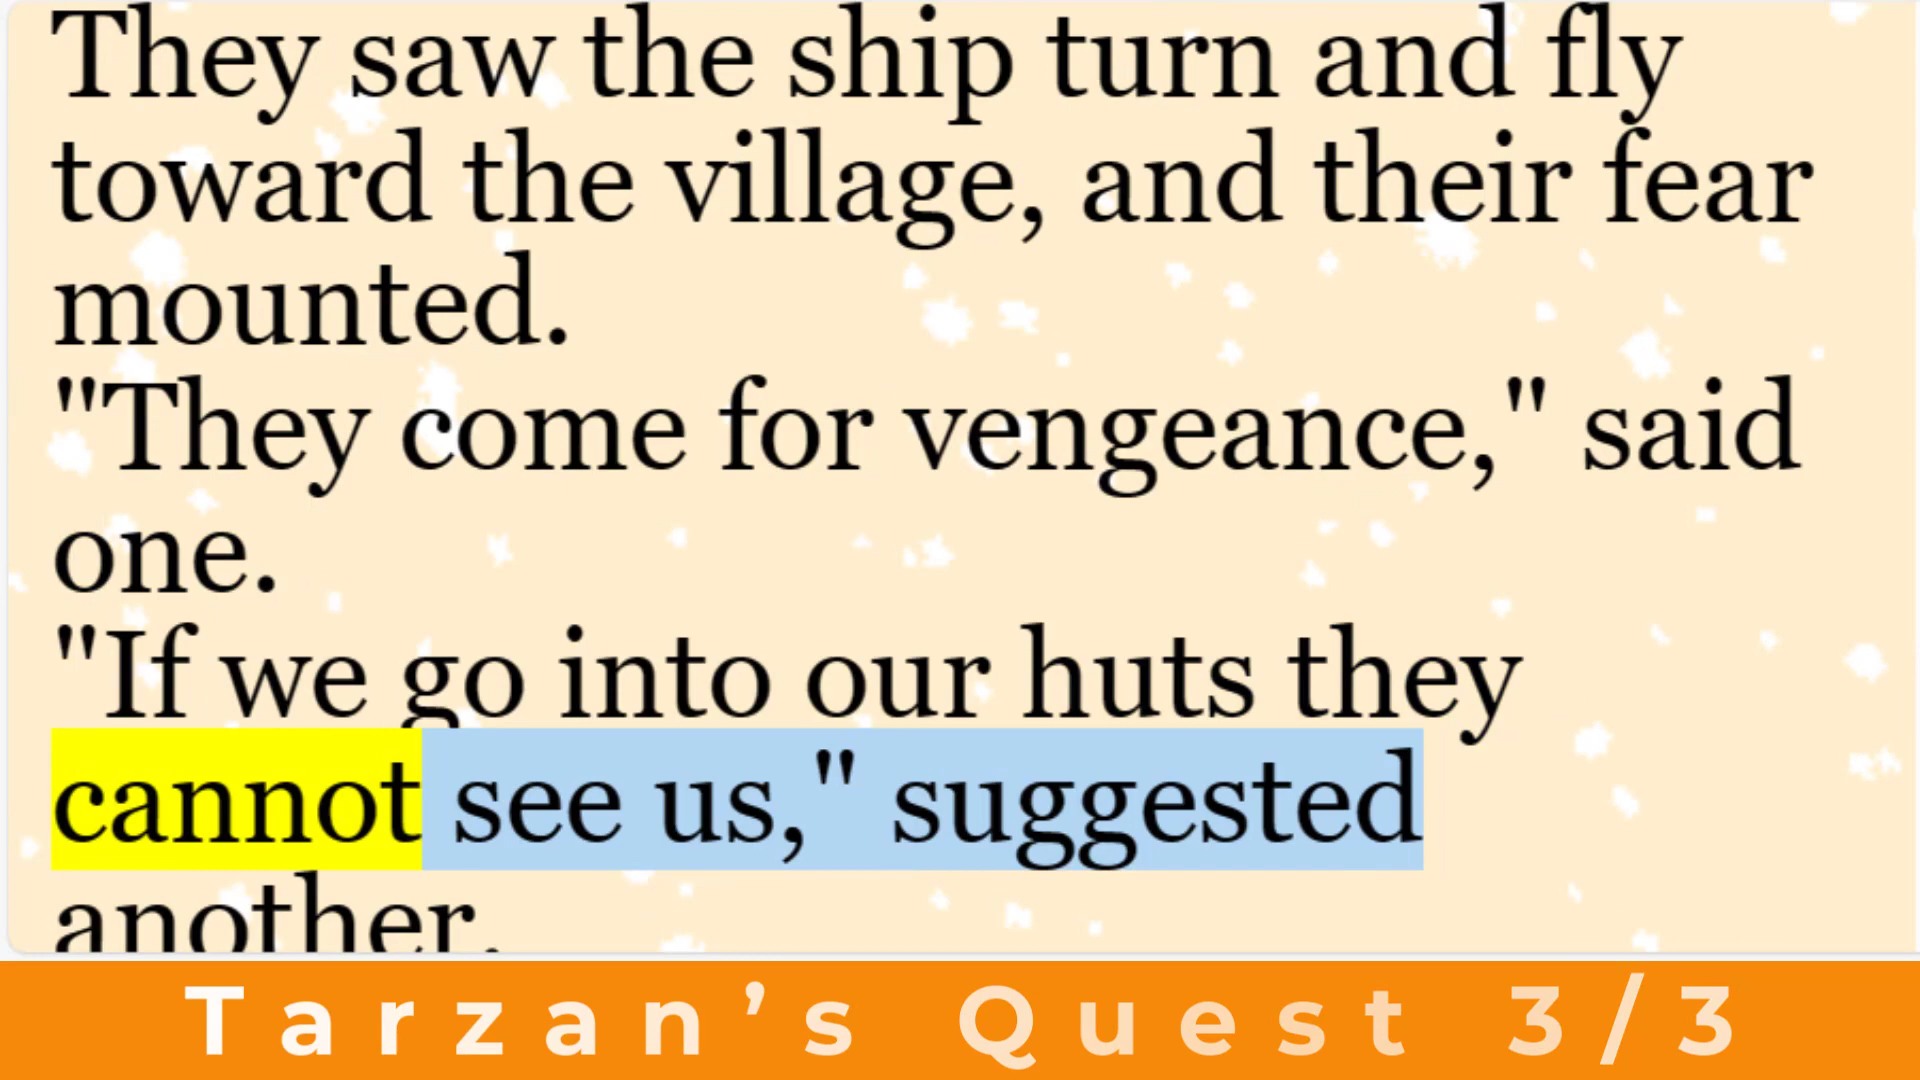 They saw the ship turn and fly
toward the village, and their fear
mounted.
"They come for vengeance," said
one.
"If we go into our huts they
cannot see us," suggested
another.
Tarzan’s Quest 3/3